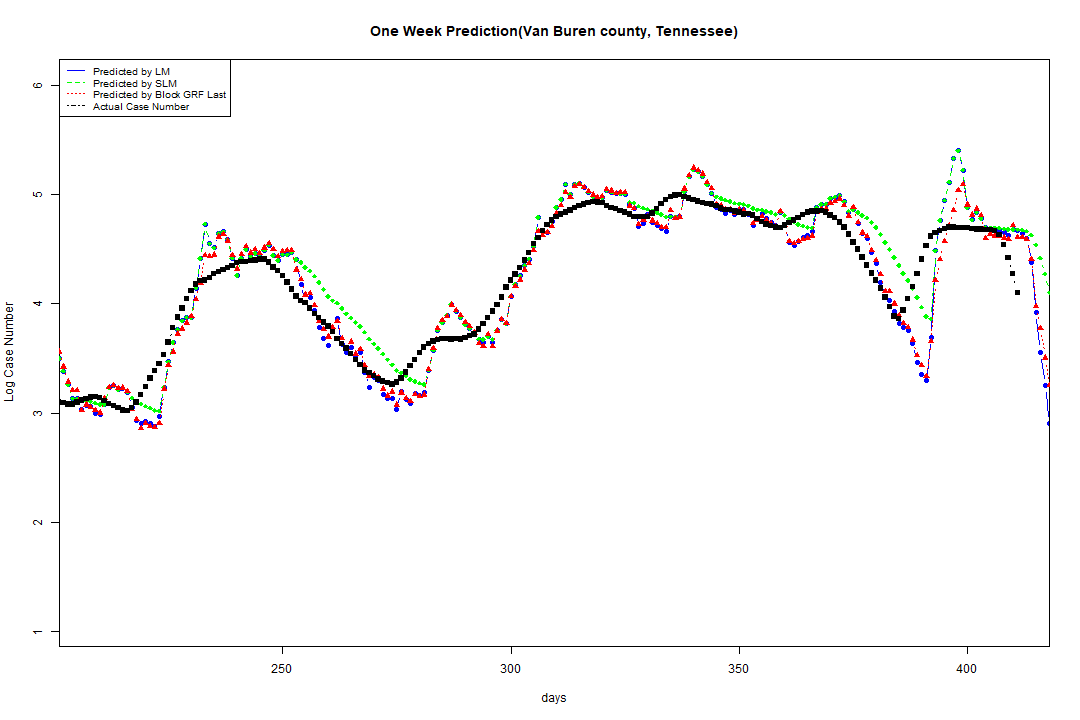 One Week Prediction(Van Buren county, Tennessee)
Predicted by LM
Predicted by SLM
Predicted by Block GRF Last
Actual Case Number
6
5
4
3
2
1
Log Case Number
250
300
350
400
days